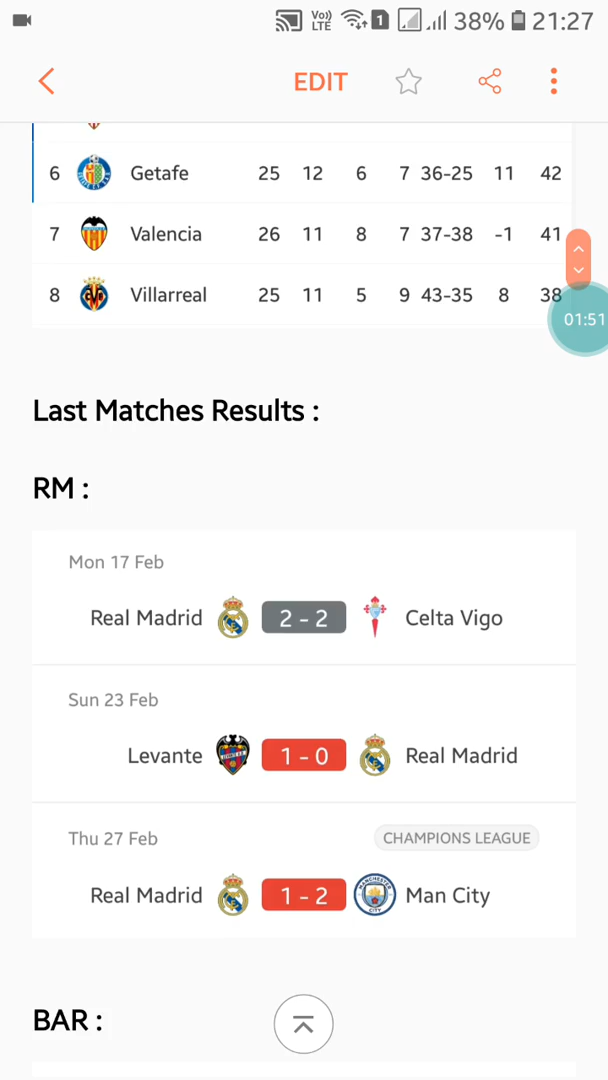 Vo)) LTE 1 38% 21:27
EDIT
6 Getafe 25 12 6 7 36-25 11 42
7 Valencia 26 11 8 7 37-38 -1 41
8 Villarreal 25 11 5 9 43-35 8 38
01:51
Last Matches Results :
RM :
Mon 17 Feb
Real Madrid 2 - 2 Celta Vigo
Sun 23 Feb
Levante 1 - 0 Real Madrid
Thu 27 Feb CHAMPIONS LEAGUE
Real Madrid 1 - 2 Man City
BAR :